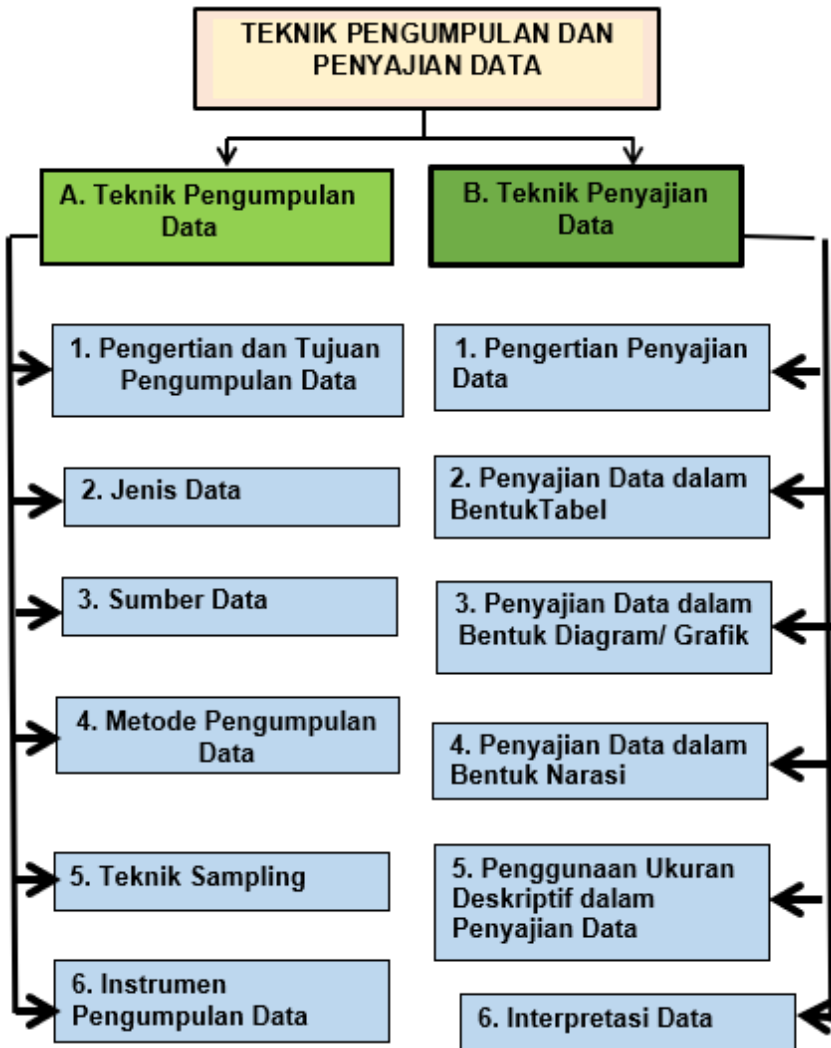 TEKNIK PENGUMPULAN DAN
PENYAJIAN DATA
A. Teknik Pengumpulan
Data
1. Pengertian dan Tujuan
Pengumpulan Data
2. Jenis Data
3. Sumber Data
4. Metode Pengumpulan
Data
5. Teknik Sampling
6. Instrumen
Pengumpulan Data
B. Teknik Penyajian
Data
1. Pengertian Penyajian
Data
2. Penyajian Data dalam
BentukTabel
3. Penyajian Data dalam
Bentuk Diagram/ Grafik
4. Penyajian Data dalam
Bentuk Narasi
5. Penggunaan Ukuran
Deskriptif dalam
Penyajian Data
6. Interpretasi Data